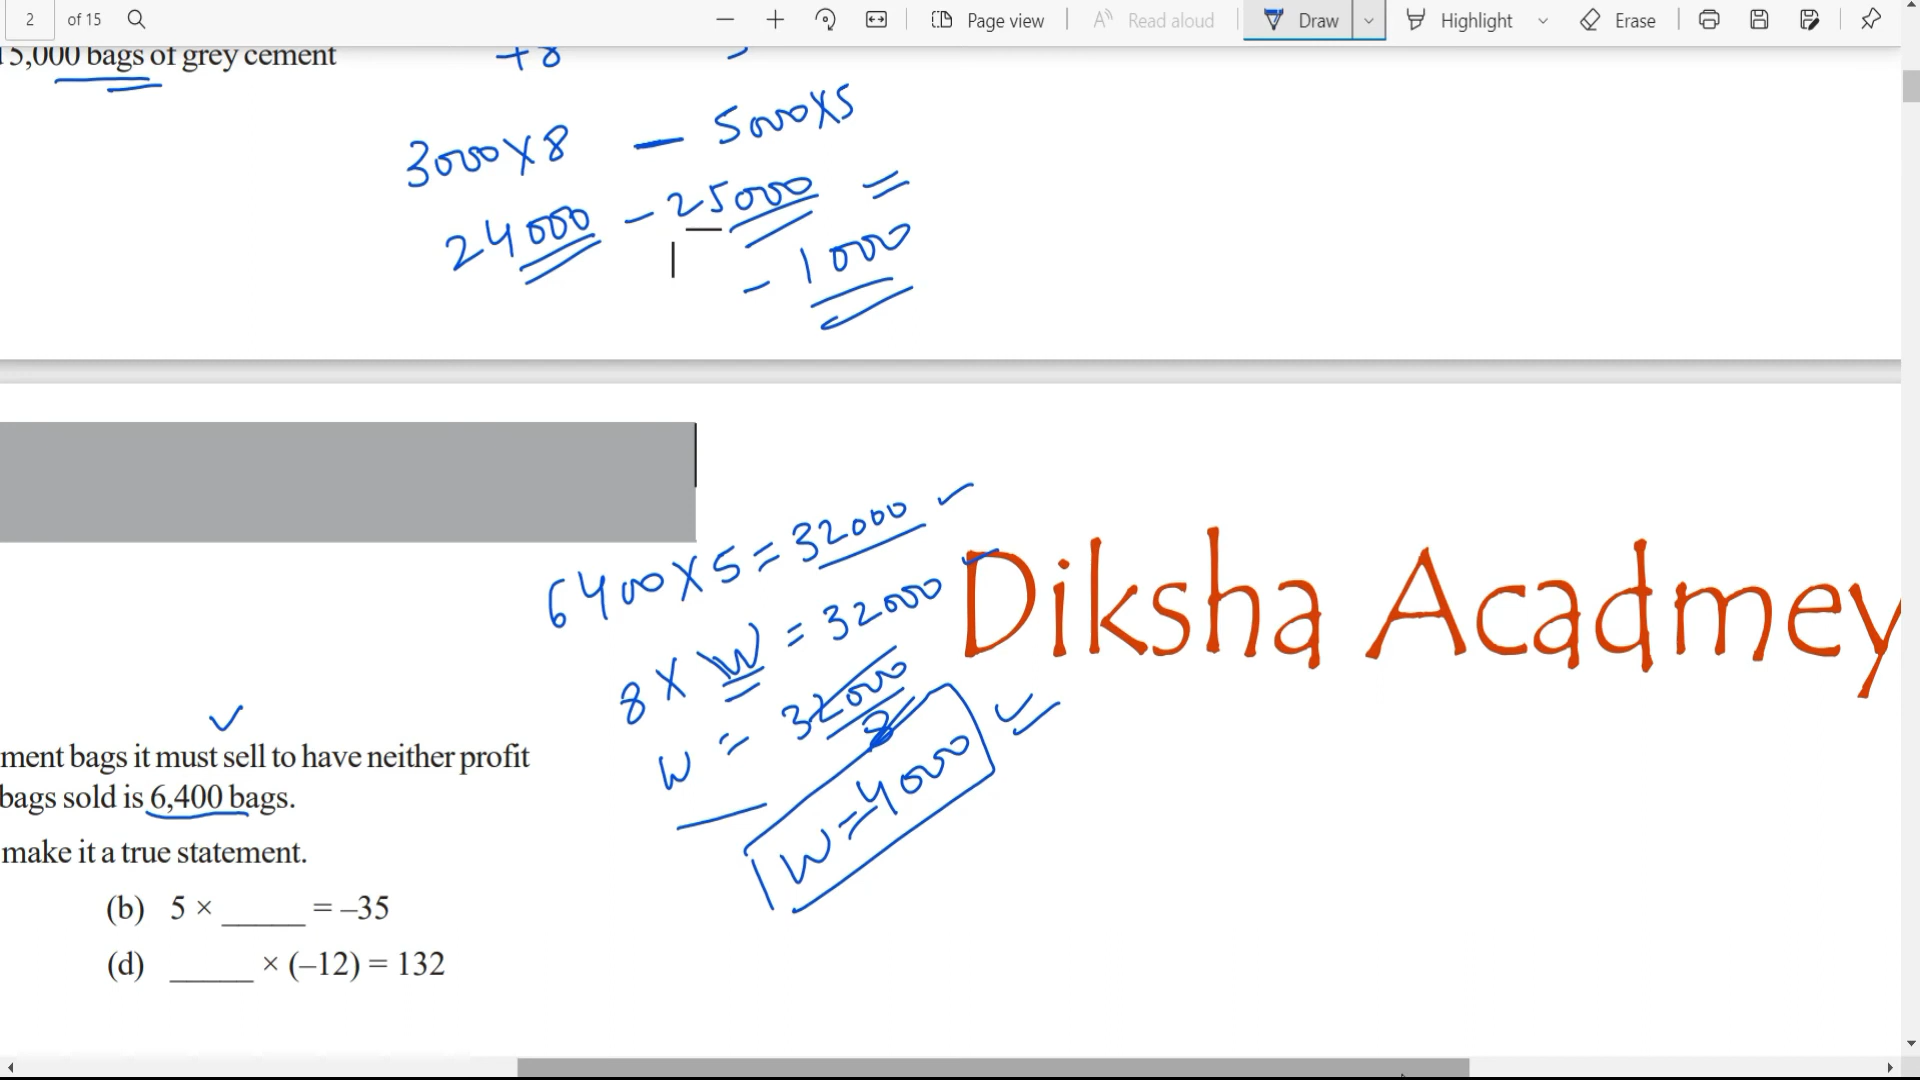 2 of 15 Page view Read aloud Draw Highlight Erase
5,000 bags of grey cement
+8
3000 X 8 – 5000 X 5
24000 – 25000 =
– 1000
6400 X 5 = 32000
8 X W = 32000
W = 32000
8
W = 4000
Diksha Acadmey
ment bags it must sell to have neither profit
bags sold is 6,400 bags.
make it a true statement.
(b) 5 × _____ = –35
(d) _____ × (–12) = 132